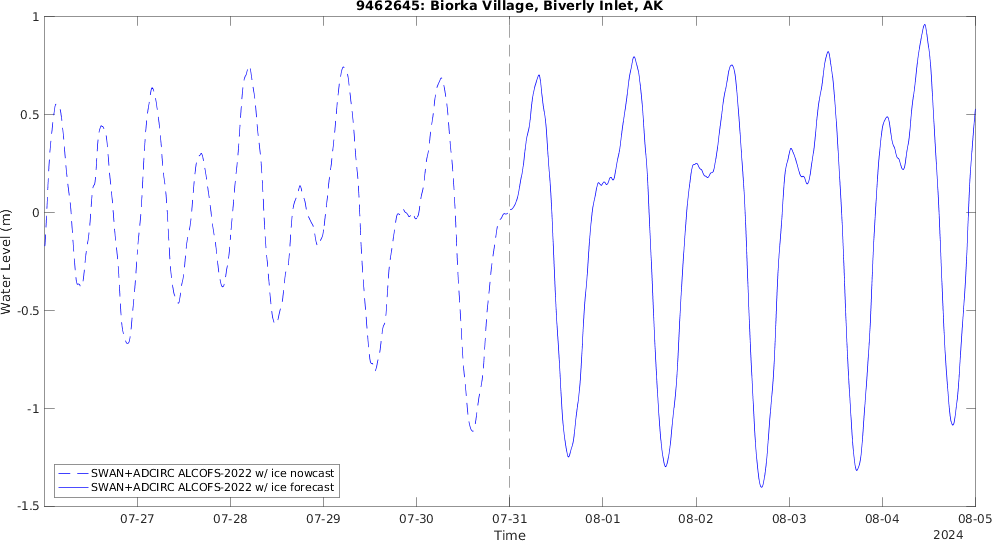 9462645: Biorka Village, Biverly Inlet, AK
Water Level (m)
1
0.5
0
-0.5
-1
-1.5
SWAN+ADCIRC ALCOFS-2022 w/ ice nowcast
SWAN+ADCIRC ALCOFS-2022 w/ ice forecast
07-27 07-28 07-29 07-30 07-31 08-01 08-02 08-03 08-04 08-05
Time
2024